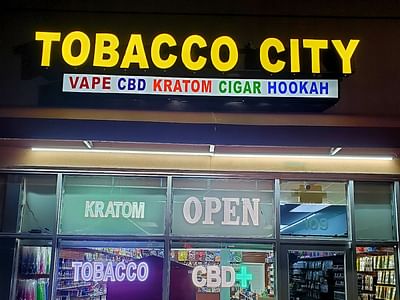 TOBACCO CITY
VAPE CBD KRATOM CIGAR HOOKAH
KRATOM OPEN
TOBACCO CBD+